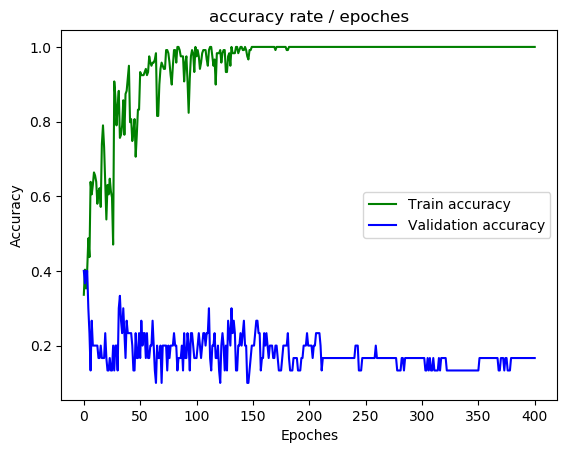 accuracy rate / epoches
1.0
0.8
0.6
0.4
0.2
Accuracy
Train accuracy
Validation accuracy
0 50 100 150 200 250 300 350 400
Epoches